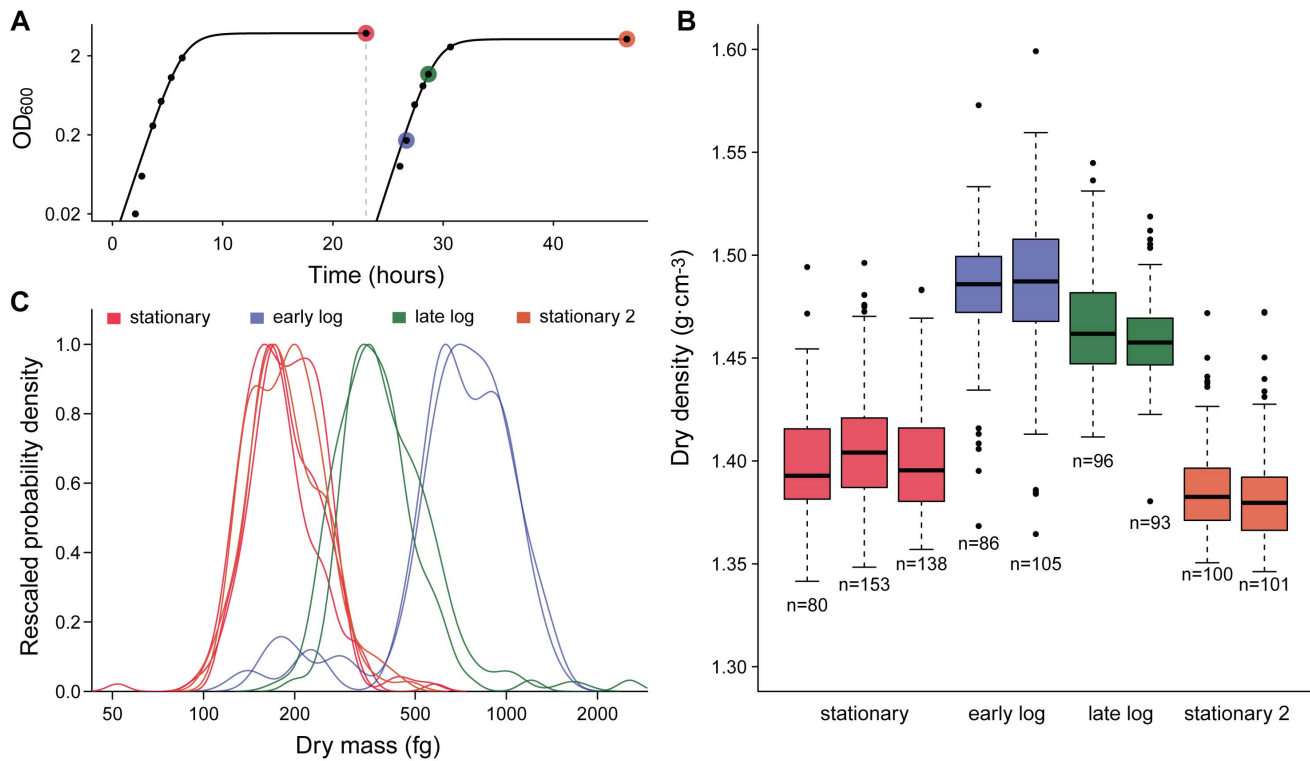 A
OD600
2
0.2
0.02
0
10
20
30
40
Time (hours)
C
stationary
early log
late log
stationary 2
Rescaled probability density
1.0
0.8
0.6
0.4
0.2
0.0
50
100
200
500
1000
2000
Dry mass (fg)
B
Dry density (g·cm-3)
1.60
1.55
1.50
1.45
1.40
1.35
1.30
n=80
n=153
n=138
n=86
n=105
n=96
n=93
n=100
n=101
stationary
early log
late log
stationary 2